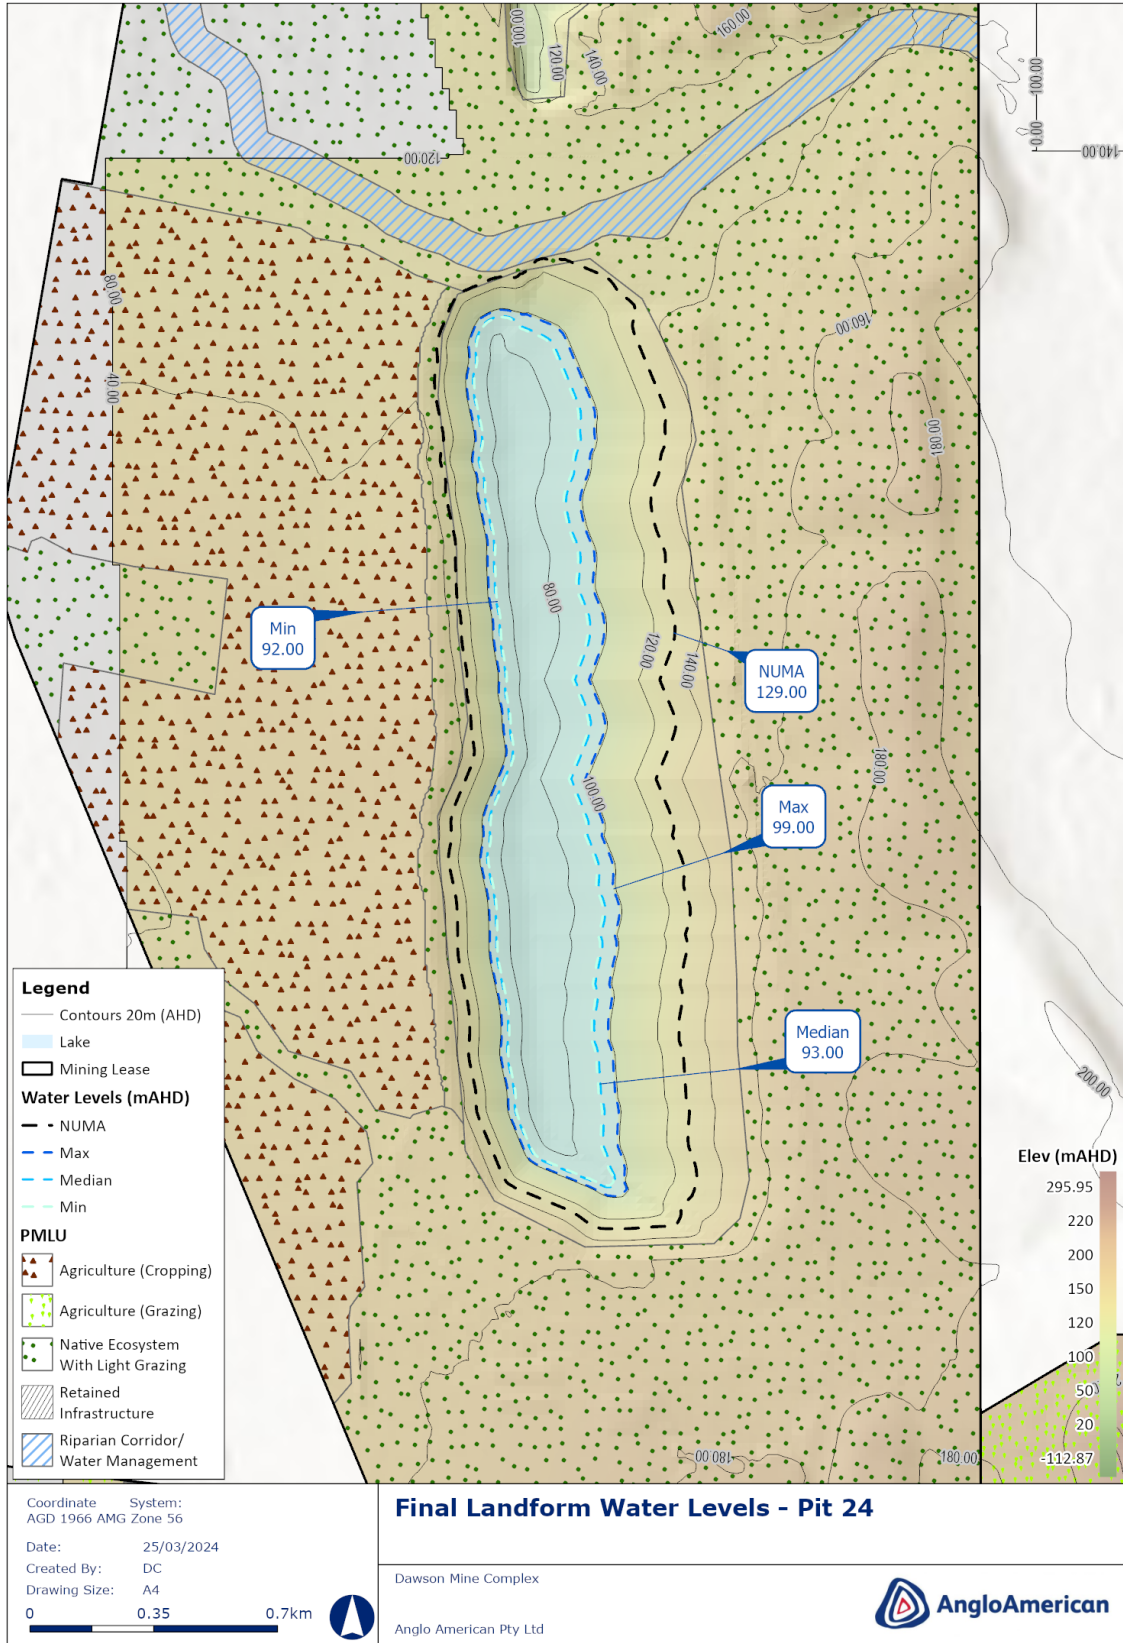 100.00
120.00
140.00
160.00
100.00
0.00
140.00
120.00
80.00
40.00
160.00
180.00
80.00
Min
92.00
120.00
140.00
NUMA
129.00
180.00
100.00
Max
99.00
Median
93.00
200.00
180.00
180.00
Legend
Contours 20m (AHD)
Lake
Mining Lease
Water Levels (mAHD)
NUMA
Max
Median
Min
PMLU
Agriculture (Cropping)
Agriculture (Grazing)
Native Ecosystem
With Light Grazing
Retained
Infrastructure
Riparian Corridor/
Water Management
Elev (mAHD)
295.95
220
200
150
120
100
50
20
-112.87
Coordinate System:
AGD 1966 AMG Zone 56
Date: 25/03/2024
Created By: DC
Drawing Size: A4
0 0.35 0.7km
Final Landform Water Levels - Pit 24
Dawson Mine Complex
Anglo American Pty Ltd
AngloAmerican